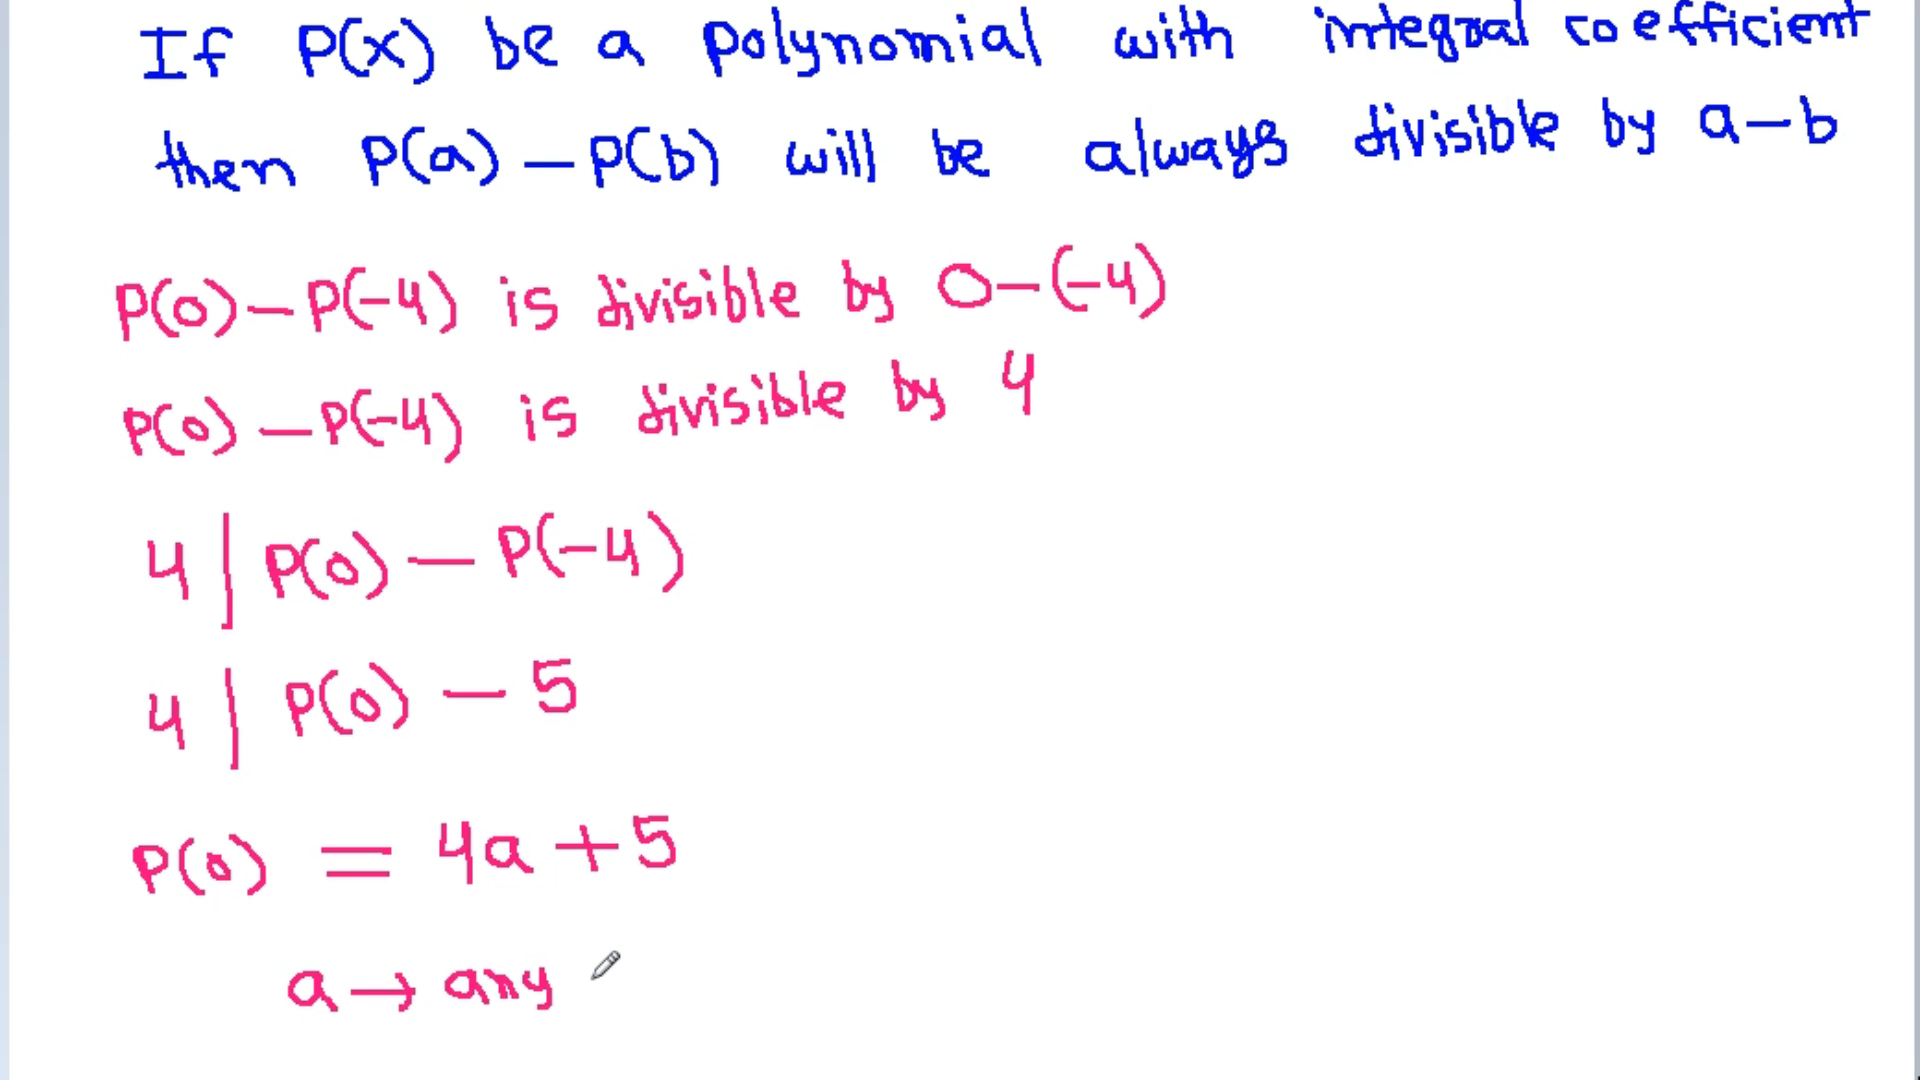 If P(x) be a polynomial with integral coefficient
then P(a) – P(b) will be always divisible by a – b
P(0) – P(-4) is divisible by 0 – (-4)
P(0) – P(-4) is divisible by 4
4 | P(0) – P(-4)
4 | P(0) – 5
P(0) = 4a + 5
a → any